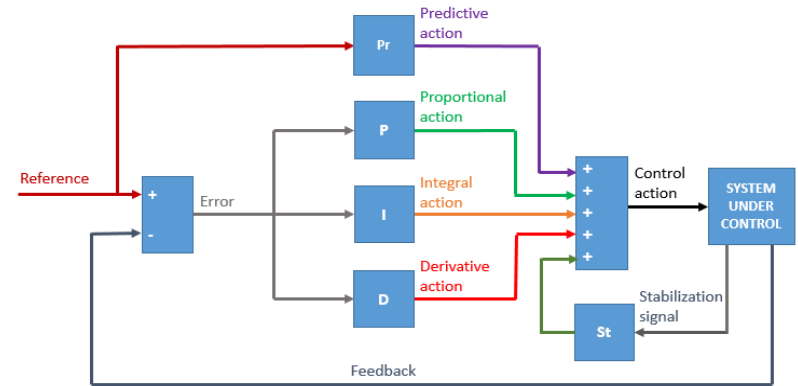 Predictive
action
Pr
Proportional
action
P
Reference
+
-
Error
Integral
action
I
Derivative
action
D
+
+
+
+
+
Control
action
SYSTEM
UNDER
CONTROL
Stabilization
signal
St
Feedback